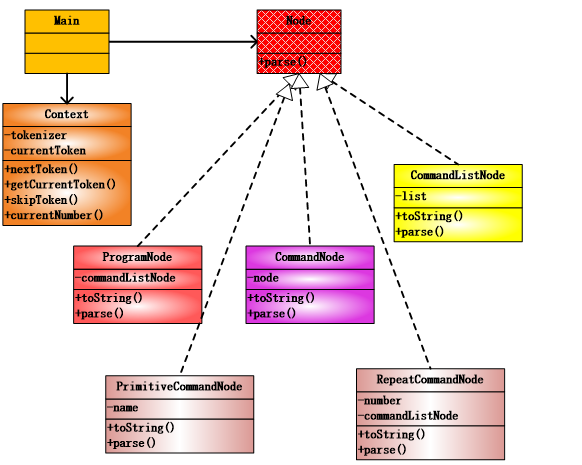 Main
Node
+parse()
Context
-tokenizer
-currentToken
+nextToken()
+getCurrentToken()
+skipToken()
+currentNumber()
CommandListNode
-list
+toString()
+parse()
ProgramNode
-commandListNode
+toString()
+parse()
CommandNode
-node
+toString()
+parse()
PrimitiveCommandNode
-name
+toString()
+parse()
RepeatCommandNode
-number
-commandListNode
+toString()
+parse()